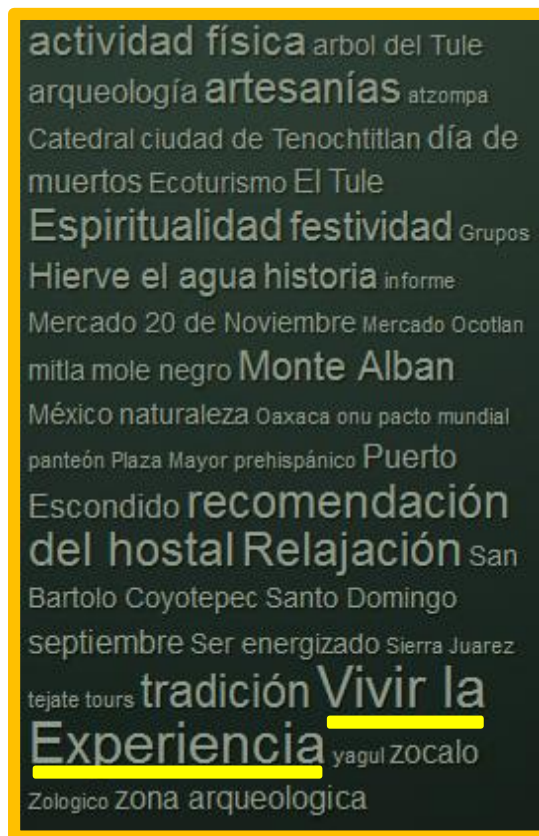 actividad física arbol del Tule
arqueología artesanías atzompa
Catedral ciudad de Tenochtitlan día de
muertos Ecoturismo El Tule
Espiritualidad festividad Grupos
Hierve el agua historia informe
Mercado 20 de Noviembre Mercado Ocotlan
mitla mole negro Monte Alban
México naturaleza Oaxaca onu pacto mundial
panteón Plaza Mayor prehispánico Puerto
Escondido recomendación
del hostal Relajación San
Bartolo Coyotepec Santo Domingo
septiembre Ser energizado Sierra Juarez
tejate tours tradición Vivir la
Experiencia yagul zocalo
Zologico zona arqueologica